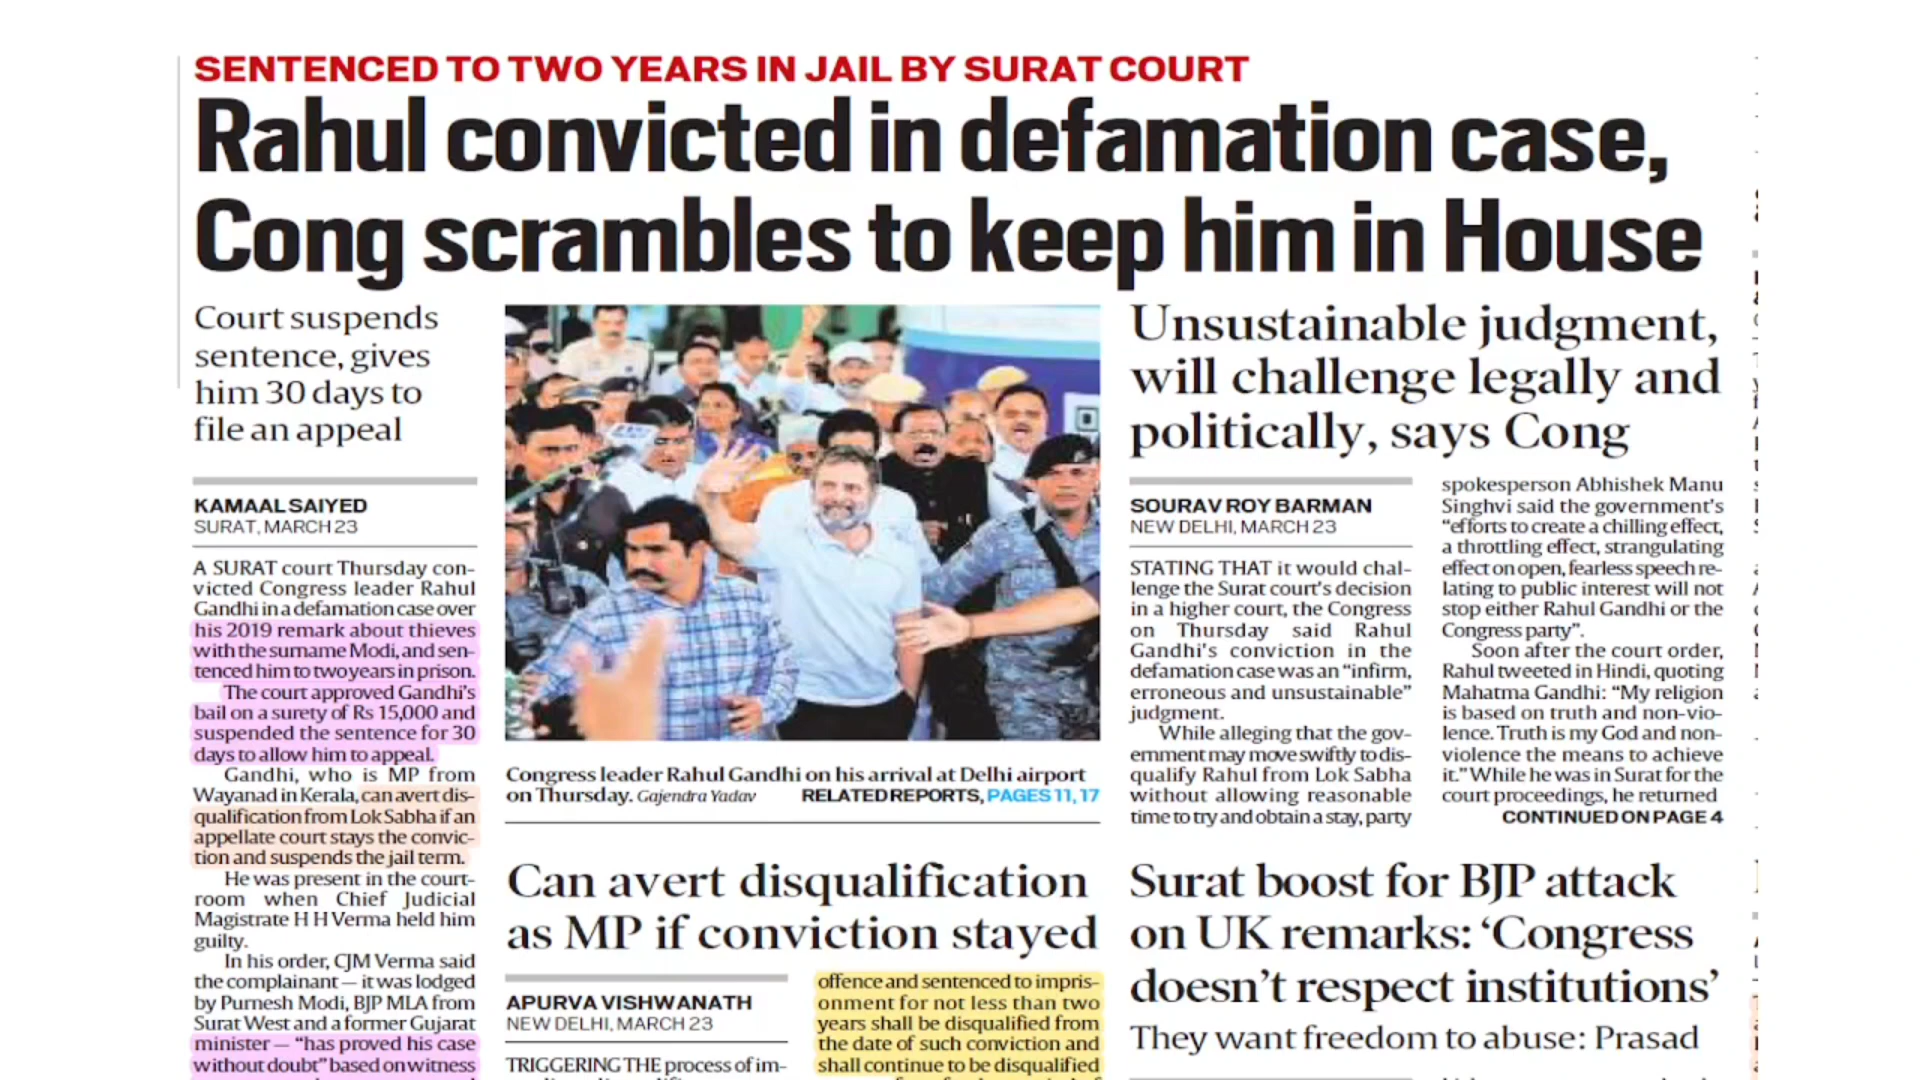 SENTENCED TO TWO YEARS IN JAIL BY SURAT COURT
Rahul convicted in defamation case,
Cong scrambles to keep him in House
Court suspends
sentence, gives
him 30 days to
file an appeal
KAMAAL SAIYED
SURAT, MARCH 23
A SURAT court Thursday con-
victed Congress leader Rahul
Gandhi in a defamation case over
his 2019 remark about thieves
with the surname Modi, and sen-
tenced him to two years in prison.
The court approved Gandhi's
bail on a surety of Rs 15,000 and
suspended the sentence for 30
days to allow him to appeal.
Gandhi, who is MP from
Wayanad in Kerala, can avert dis-
qualification from Lok Sabha if an
appellate court stays the convic-
tion and suspends the jail term.
He was present in the court-
room when Chief Judicial
Magistrate H H Verma held him
guilty.
In his order, CJM Verma said
the complainant — it was lodged
by Purnesh Modi, BJP MLA from
Surat West and a former Gujarat
minister — "has proved his case
without doubt" based on witness
Congress leader Rahul Gandhi on his arrival at Delhi airport
on Thursday. Gajendra Yadav RELATED REPORTS, PAGES 11, 17
Can avert disqualification
as MP if conviction stayed
APURVA VISHWANATH
NEW DELHI, MARCH 23
TRIGGERING THE process of im-
offence and sentenced to impris-
onment for not less than two
years shall be disqualified from
the date of such conviction and
shall continue to be disqualified
Unsustainable judgment,
will challenge legally and
politically, says Cong
SOURAV ROY BARMAN
NEW DELHI, MARCH 23
STATING THAT it would chal-
lenge the Surat court's decision
in a higher court, the Congress
on Thursday said Rahul
Gandhi's conviction in the
defamation case was an "infirm,
erroneous and unsustainable"
judgment.
While alleging that the gov-
ernment may move swiftly to dis-
qualify Rahul from Lok Sabha
without allowing reasonable
time to try and obtain a stay, party
spokesperson Abhishek Manu
Singhvi said the government's
"efforts to create a chilling effect,
a throttling effect, strangulating
effect on open, fearless speech re-
lating to public interest will not
stop either Rahul Gandhi or the
Congress party".
Soon after the court order,
Rahul tweeted in Hindi, quoting
Mahatma Gandhi: "My religion
is based on truth and non-vio-
lence. Truth is my God and non-
violence the means to achieve
it." While he was in Surat for the
court proceedings, he returned
CONTINUED ON PAGE 4
Surat boost for BJP attack
on UK remarks: 'Congress
doesn't respect institutions'
They want freedom to abuse: Prasad